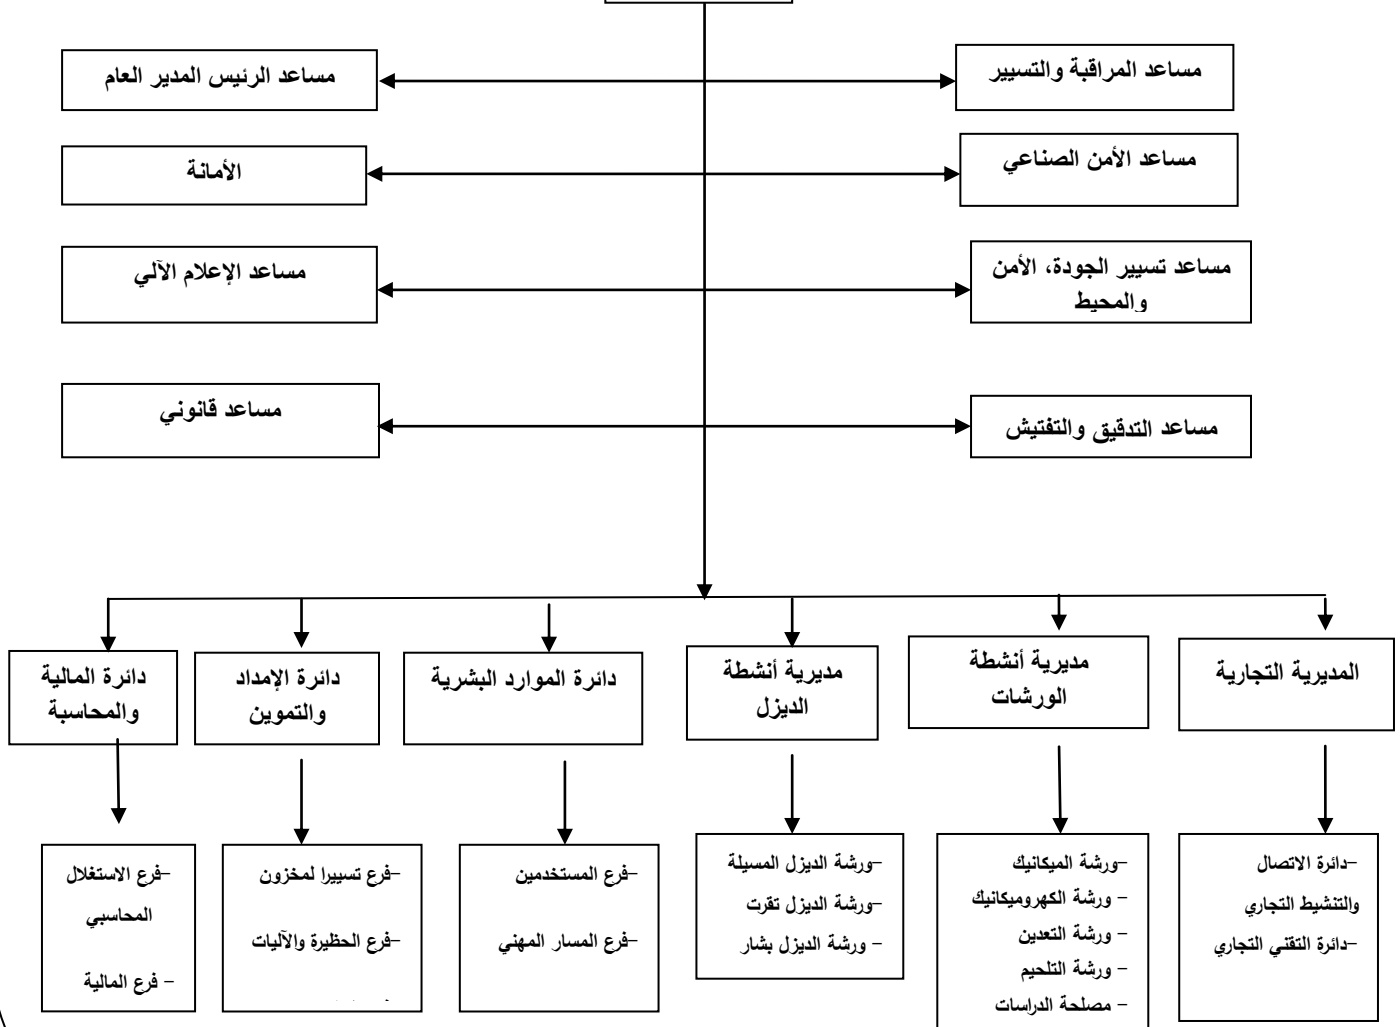 مساعد المراقبة والتسيير
مساعد الرئيس المدير العام
مساعد الأمن الصناعي
الأمانة
مساعد تسيير الجودة، الأمن
والمحيط
مساعد الإعلام الآلي
مساعد التدقيق والتفتيش
مساعد قانوني
المديرية التجارية
مديرية أنشطة
الورشات
مديرية أنشطة
الديزل
دائرة الموارد البشرية
دائرة الإمداد
والتموين
دائرة المالية
والمحاسبة
–دائرة الاتصال
والتنشيط التجاري
–دائرة التقني التجاري
–ورشة الميكانيك
– ورشة الكهروميكانيك
– ورشة التعدين
– ورشة التلحيم
– مصلحة الدراسات
–ورشة الديزل المسيلة
–ورشة الديزل تقرت
– ورشة الديزل بشار
–فرع المستخدمين
–فرع المسار المهني
–فرع تسييرا لمخزون
–فرع الحظيرة والآليات
–فرع الاستغلال
المحاسبي
– فرع المالية